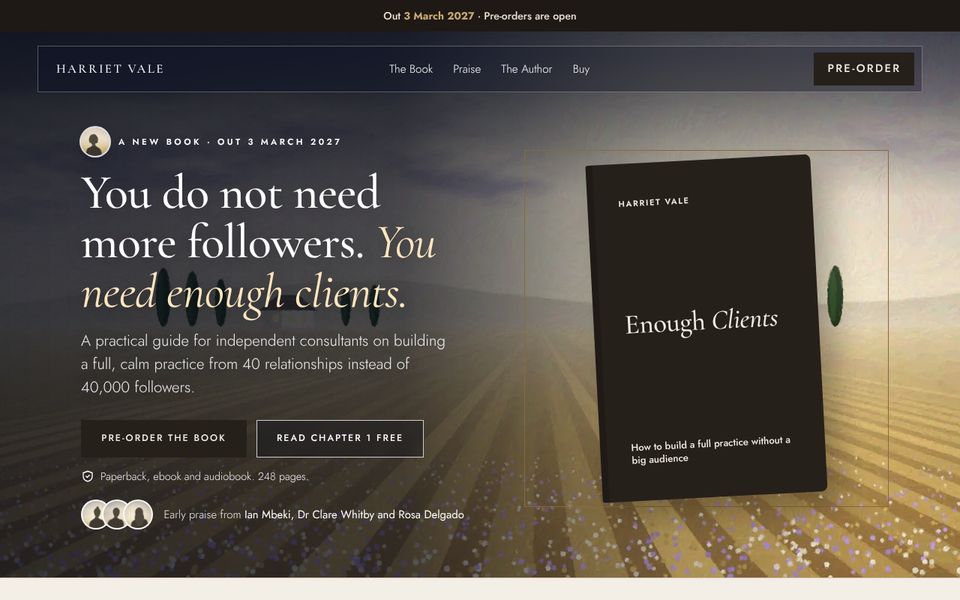 Out 3 March 2027 · Pre-orders are open
HARRIET VALE
The Book Praise The Author Buy
PRE-ORDER
A NEW BOOK · OUT 3 MARCH 2027
You do not need
more followers. You
need enough clients.
A practical guide for independent consultants on building
a full, calm practice from 40 relationships instead of
40,000 followers.
PRE-ORDER THE BOOK
READ CHAPTER 1 FREE
Paperback, ebook and audiobook. 248 pages.
Early praise from Ian Mbeki, Dr Clare Whitby and Rosa Delgado
HARRIET VALE
Enough Clients
How to build a full practice without a
big audience